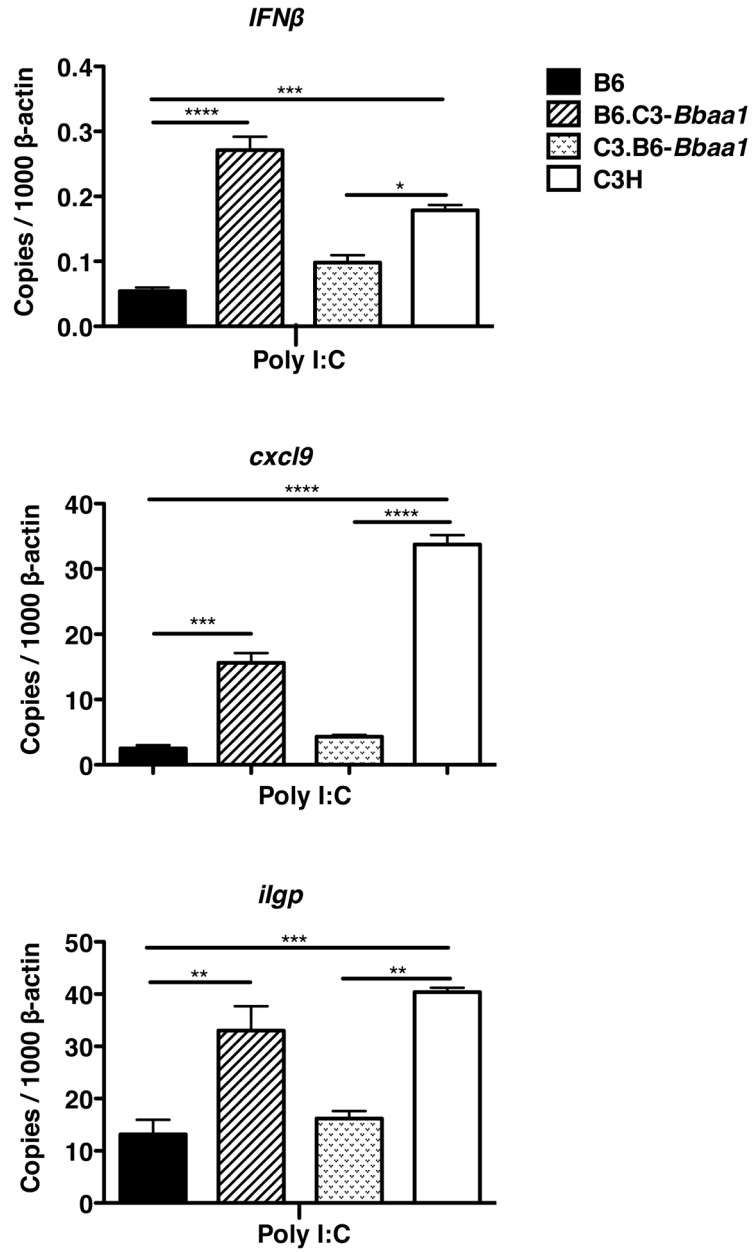 IFNβ
Copies / 1000 β-actin
0.4
0.3
0.2
0.1
0.0
***
****
*
Poly I:C
B6
B6.C3-Bbaa1
C3.B6-Bbaa1
C3H
cxcl9
Copies / 1000 β-actin
40
30
20
10
0
****
****
***
Poly I:C
iIgp
Copies / 1000 β-actin
50
40
30
20
10
0
***
**
**
Poly I:C